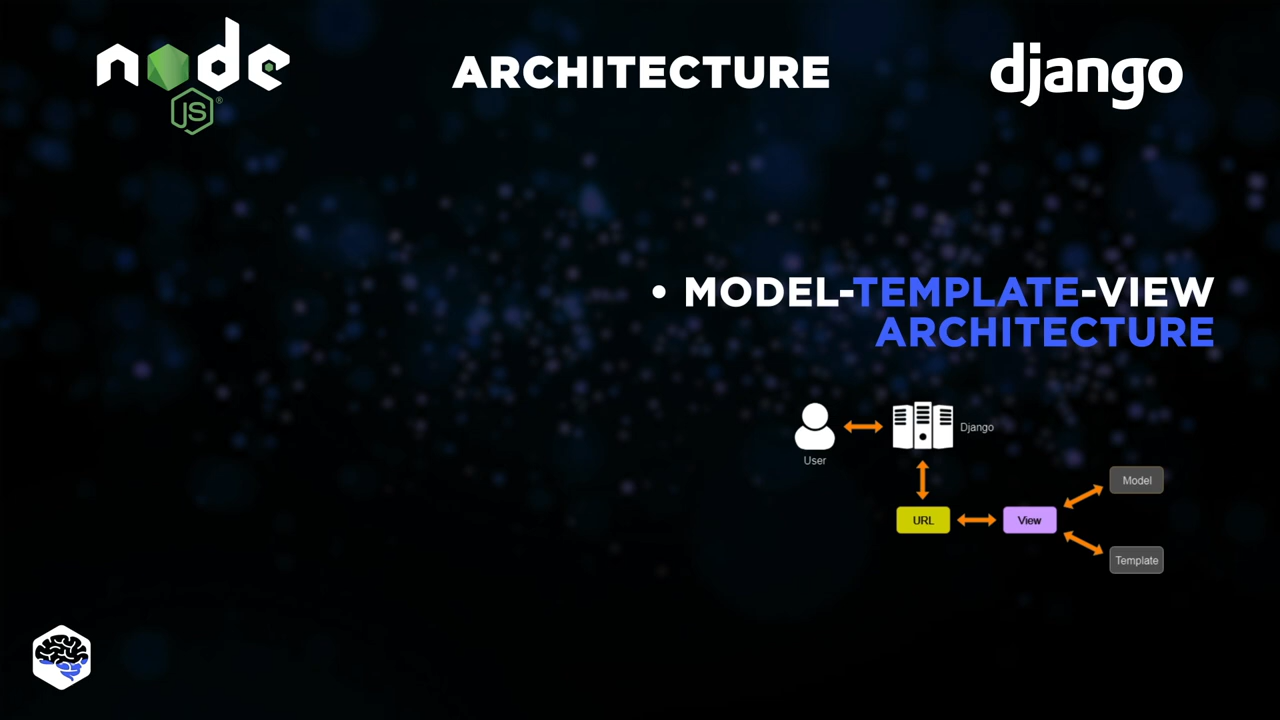 node
JS®
ARCHITECTURE
django
• MODEL-TEMPLATE-VIEW
ARCHITECTURE
User
Django
URL
View
Model
Template